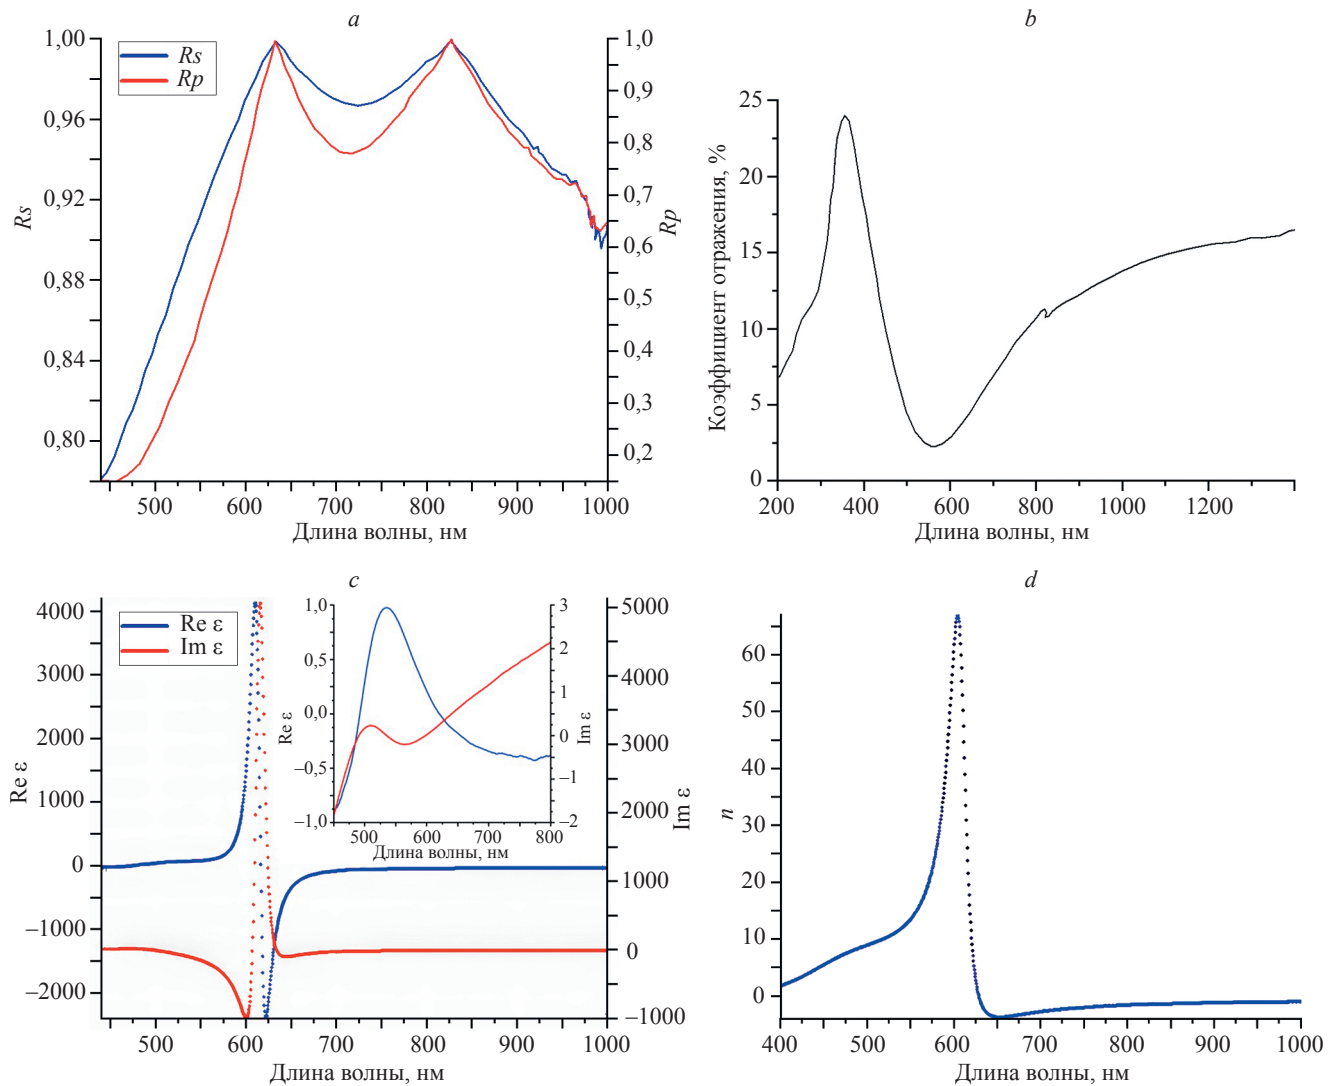 a
1,00
0,96
0,92
0,88
0,84
0,80
Rs
Rs
Rp
1,0
0,9
0,8
0,7
0,6
0,5
0,4
0,3
0,2
Rp
500 600 700 800 900 1000
Длина волны, нм
b
25
20
15
10
5
0
Коэффициент отражения, %
200 400 600 800 1000 1200
Длина волны, нм
c
4000
3000
2000
1000
0
–1000
–2000
Re ε
Re ε
Im ε
1,0
0,5
0,0
–0,5
–1,0
Re ε
3
2
1
0
–1
–2
Im ε
500 600 700 800
Длина волны, нм
5000
4000
3000
2000
1000
0
–1000
Im ε
500 600 700 800 900 1000
Длина волны, нм
d
60
50
40
30
20
10
0
n
400 500 600 700 800 900 1000
Длина волны, нм